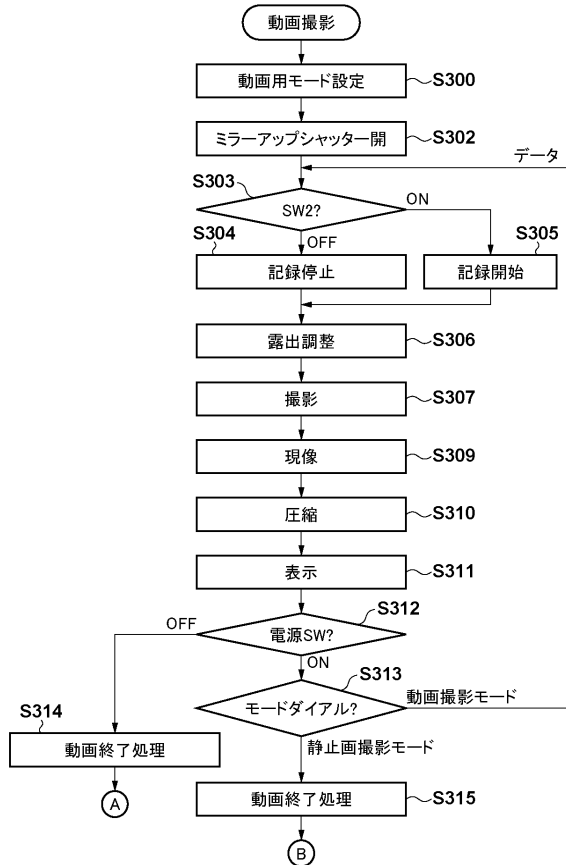 動画撮影
動画用モード設定 S300
ミラーアップシャッター開 S302
データ
S303
SW2? ON
OFF
S304 S305
記録停止 記録開始
露出調整 S306
撮影 S307
現像 S309
圧縮 S310
表示 S311
S312
OFF 電源SW?
ON
S313
モードダイアル? 動画撮影モード
S314
動画終了処理 静止画撮影モード
A
動画終了処理 S315
B